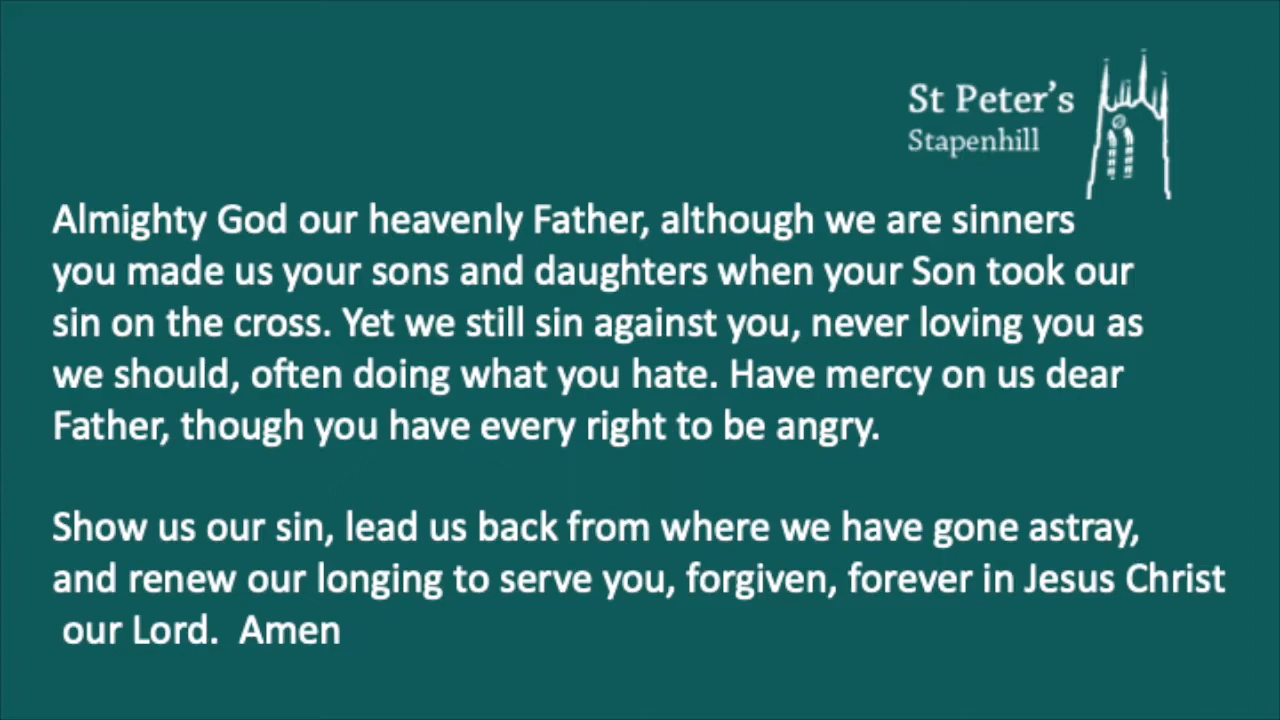 St Peter's
Stapenhill
Almighty God our heavenly Father, although we are sinners
you made us your sons and daughters when your Son took our
sin on the cross. Yet we still sin against you, never loving you as
we should, often doing what you hate. Have mercy on us dear
Father, though you have every right to be angry.
Show us our sin, lead us back from where we have gone astray,
and renew our longing to serve you, forgiven, forever in Jesus Christ
our Lord.  Amen